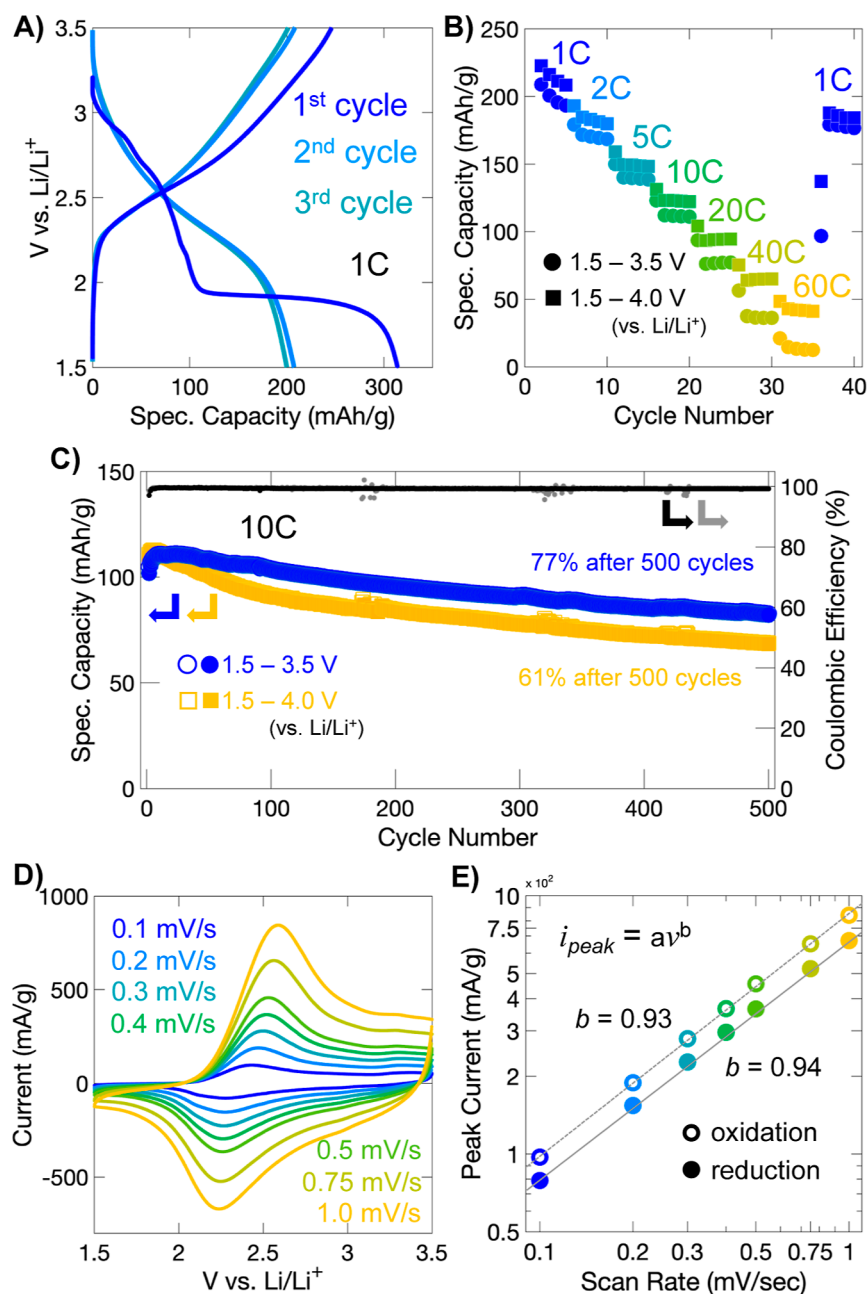 A)
3.5
3.0
2.5
2.0
1.5
V vs. Li/Li⁺
0
100
200
300
Spec. Capacity (mAh/g)
1ˢᵗ cycle
2ⁿᵈ cycle
3ʳᵈ cycle
1C
B)
250
200
150
100
50
0
Spec. Capacity (mAh/g)
0
10
20
30
40
Cycle Number
1C
2C
5C
10C
20C
40C
60C
1C
1.5 – 3.5 V
1.5 – 4.0 V
(vs. Li/Li⁺)
C)
150
100
50
0
Spec. Capacity (mAh/g)
10C
77% after 500 cycles
1.5 – 3.5 V
1.5 – 4.0 V
(vs. Li/Li⁺)
61% after 500 cycles
100
80
60
40
20
0
Coulombic Efficiency (%)
0
100
200
300
400
500
Cycle Number
D)
1000
500
0
-500
Current (mA/g)
0.1 mV/s
0.2 mV/s
0.3 mV/s
0.4 mV/s
0.5 mV/s
0.75 mV/s
1.0 mV/s
1.5
2
2.5
3
3.5
V vs. Li/Li⁺
E)
10 x 10²
7.5
5
4
3
2
1
0.5
Peak Current (mA/g)
i_peak = aν^b
b = 0.93
b = 0.94
oxidation
reduction
0.1
0.2
0.3
0.5
0.75
1
Scan Rate (mV/sec)